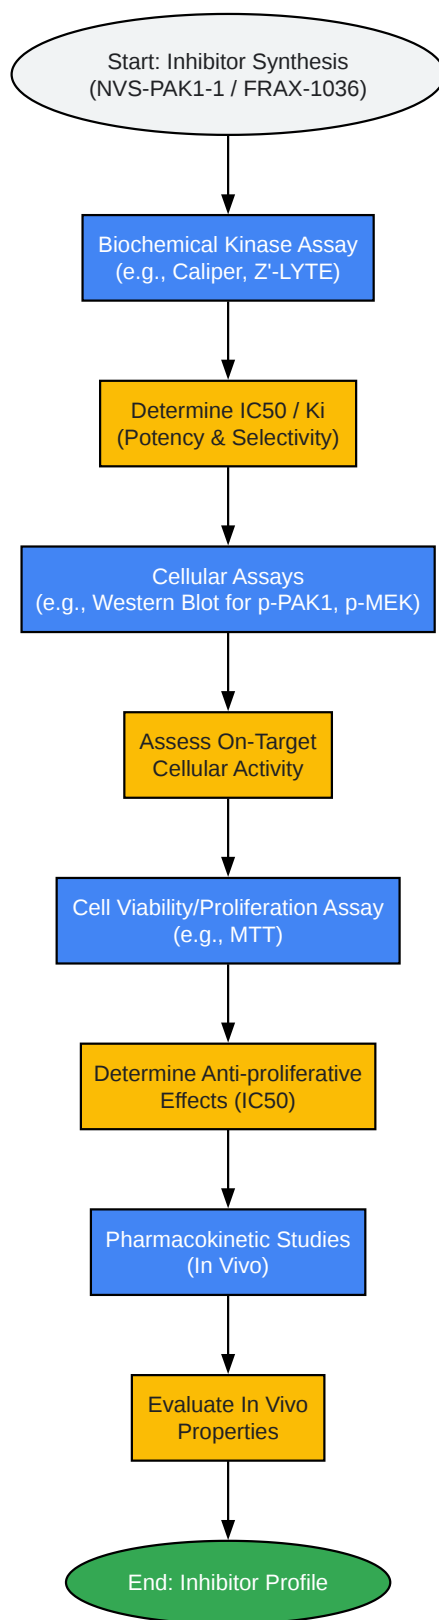 Start: Inhibitor Synthesis
(NVS-PAK1-1 / FRAX-1036)
Biochemical Kinase Assay
(e.g., Caliper, Z'-LYTE)
Determine IC50 / Ki
(Potency & Selectivity)
Cellular Assays
(e.g., Western Blot for p-PAK1, p-MEK)
Assess On-Target
Cellular Activity
Cell Viability/Proliferation Assay
(e.g., MTT)
Determine Anti-proliferative
Effects (IC50)
Pharmacokinetic Studies
(In Vivo)
Evaluate In Vivo
Properties
End: Inhibitor Profile